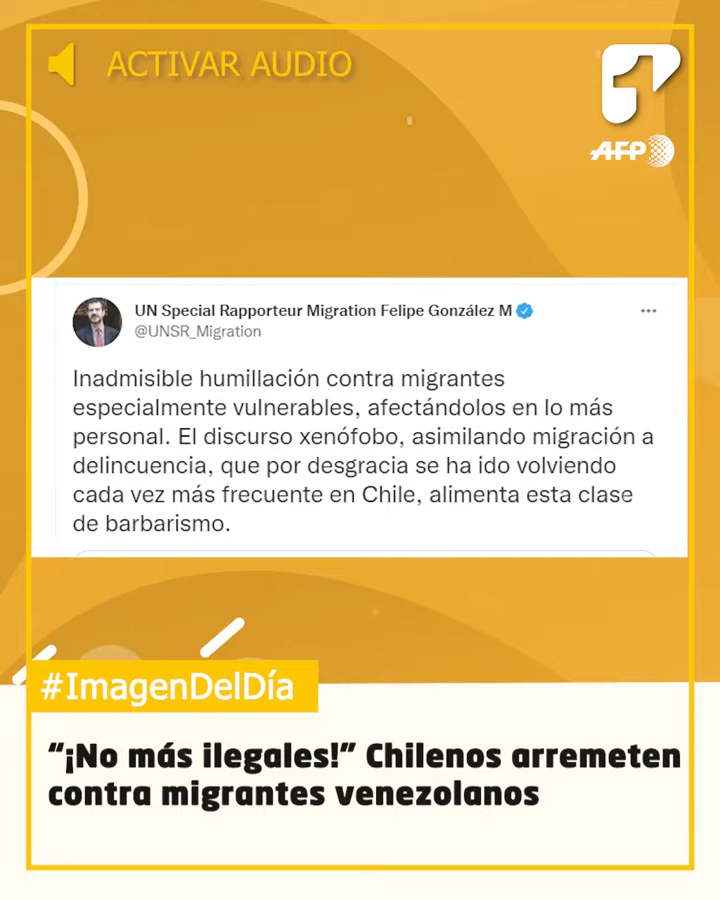 ACTIVAR AUDIO
1
AFP
UN Special Rapporteur Migration Felipe González M
@UNSR_Migration
Inadmisible humillación contra migrantes
especialmente vulnerables, afectándolos en lo más
personal. El discurso xenófobo, asimilando migración a
delincuencia, que por desgracia se ha ido volviendo
cada vez más frecuente en Chile, alimenta esta clase
de barbarismo.
#ImagenDelDía
“¡No más ilegales!” Chilenos arremeten
contra migrantes venezolanos